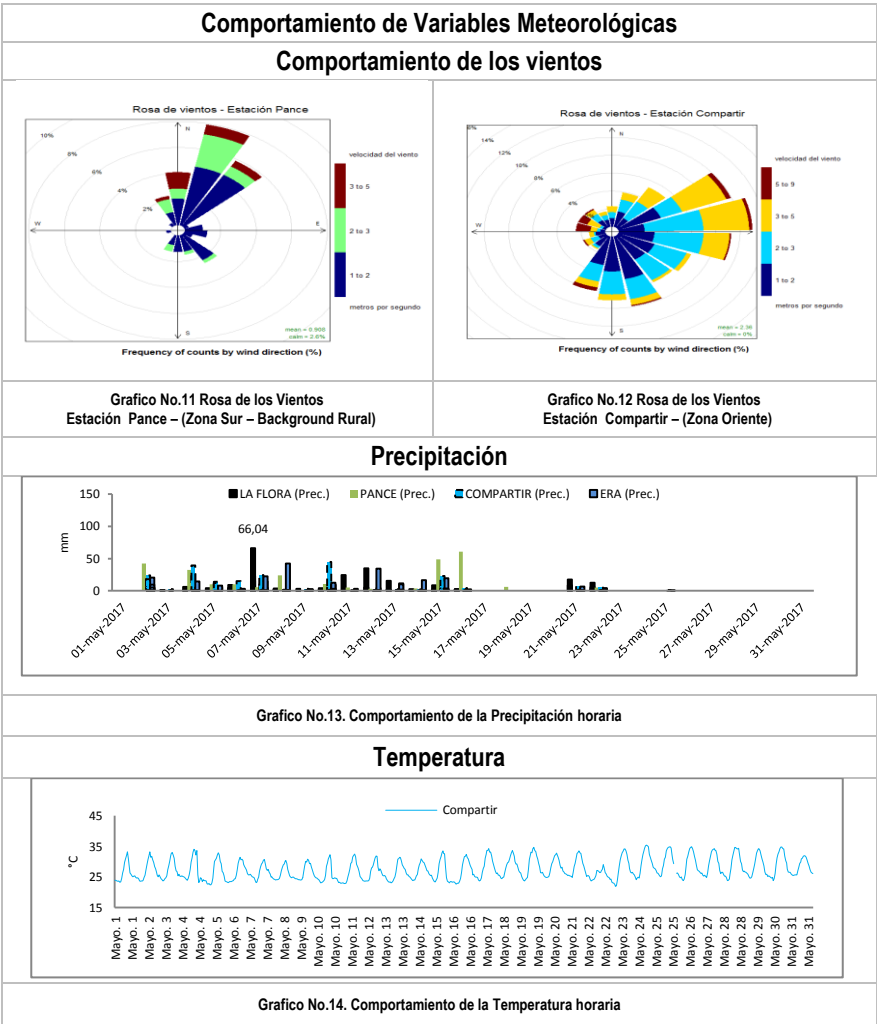 Comportamiento de Variables Meteorológicas
Comportamiento de los vientos
Rosa de vientos - Estación Pance
10%
8%
6%
4%
2%
N
W
E
S
velocidad del viento
3 to 5
2 to 3
1 to 2
metros por segundo
mean = 0.908
calm = 2.6%
Frequency of counts by wind direction (%)
Rosa de vientos - Estación Compartir
14%
12%
10%
8%
6%
4%
N
W
S
velocidad del viento
5 to 9
3 to 5
2 to 3
1 to 2
metros por segundo
mean = 2.36
calm = 0%
Frequency of counts by wind direction (%)
Grafico No.11 Rosa de los Vientos
Estación Pance – (Zona Sur – Background Rural)
Grafico No.12 Rosa de los Vientos
Estación Compartir – (Zona Oriente)
Precipitación
LA FLORA (Prec.) PANCE (Prec.) COMPARTIR (Prec.) ERA (Prec.)
150
100
50
0
mm
66,04
01-may-2017
03-may-2017
05-may-2017
07-may-2017
09-may-2017
11-may-2017
13-may-2017
15-may-2017
17-may-2017
19-may-2017
21-may-2017
23-may-2017
25-may-2017
27-may-2017
29-may-2017
31-may-2017
Grafico No.13. Comportamiento de la Precipitación horaria
Temperatura
Compartir
45
35
25
15
°C
Mayo. 1
Mayo. 1
Mayo. 2
Mayo. 3
Mayo. 4
Mayo. 4
Mayo. 5
Mayo. 6
Mayo. 7
Mayo. 7
Mayo. 8
Mayo. 9
Mayo. 10
Mayo. 10
Mayo. 11
Mayo. 12
Mayo. 13
Mayo. 13
Mayo. 14
Mayo. 15
Mayo. 16
Mayo. 16
Mayo. 17
Mayo. 18
Mayo. 19
Mayo. 19
Mayo. 20
Mayo. 21
Mayo. 22
Mayo. 22
Mayo. 23
Mayo. 24
Mayo. 25
Mayo. 25
Mayo. 26
Mayo. 27
Mayo. 28
Mayo. 28
Mayo. 29
Mayo. 30
Mayo. 31
Mayo. 31
Grafico No.14. Comportamiento de la Temperatura horaria